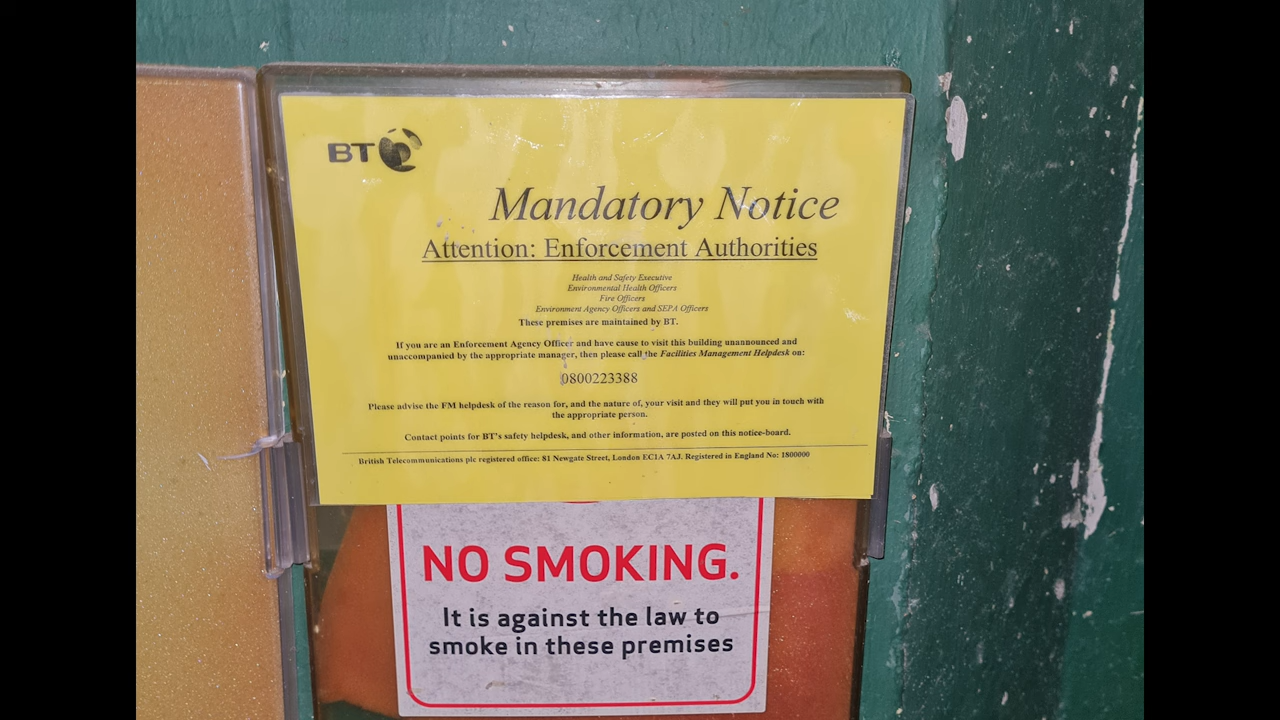 BT
Mandatory Notice
Attention: Enforcement Authorities
Health and Safety Executive
Environmental Health Officers
Fire Officers
Environment Agency Officers and SEPA Officers
These premises are maintained by BT.
If you are an Enforcement Agency Officer and have cause to visit this building unannounced and
unaccompanied by the appropriate manager, then please call the Facilities Management Helpdesk on:
0800223388
Please advise the FM helpdesk of the reason for, and the nature of, your visit and they will put you in touch with
the appropriate person.
Contact points for BT's safety helpdesk, and other information, are posted on this notice-board.
British Telecommunications plc registered office: 81 Newgate Street, London EC1A 7AJ. Registered in England No: 1800000
NO SMOKING.
It is against the law to
smoke in these premises